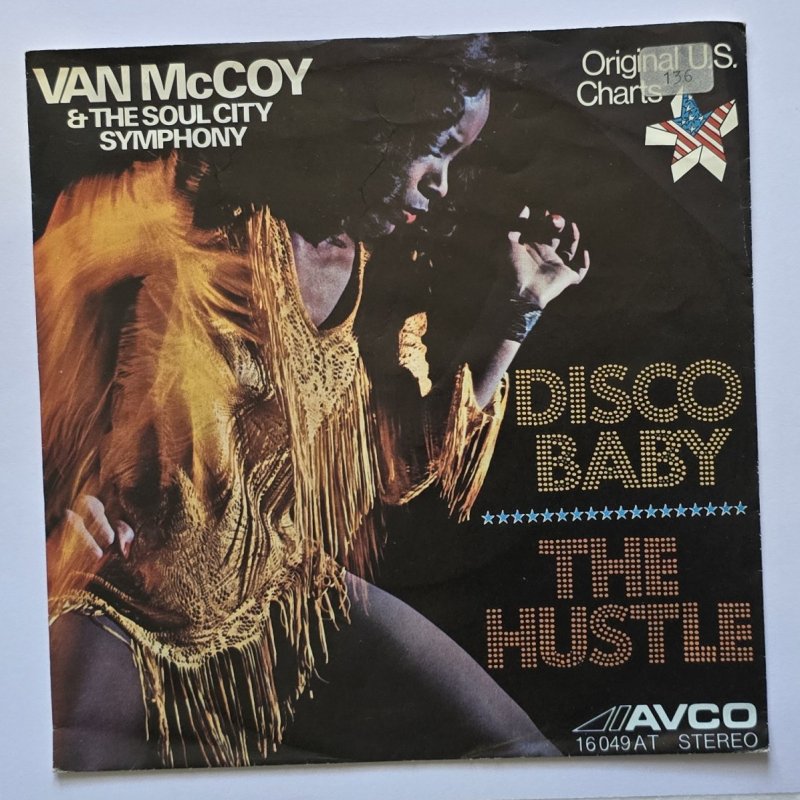 VAN McCOY
& THE SOUL CITY
SYMPHONY
Original U.S.
Charts
136
DISCO
BABY
THE
HUSTLE
AVCO
16 049 AT STEREO